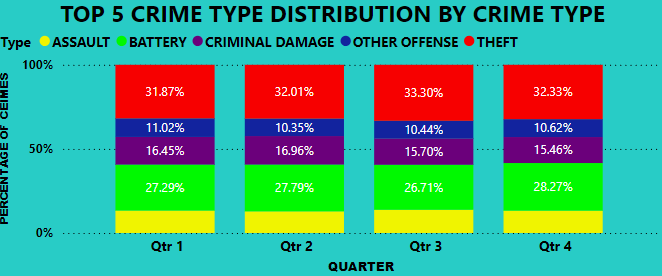 TOP 5 CRIME TYPE DISTRIBUTION BY CRIME TYPE
Type ASSAULT BATTERY CRIMINAL DAMAGE OTHER OFFENSE THEFT
PERCENTAGE OF CEIMES
100%
50%
0%
31.87% 32.01% 33.30% 32.33%
11.02% 10.35% 10.44% 10.62%
16.45% 16.96% 15.70% 15.46%
27.29% 27.79% 26.71% 28.27%
Qtr 1 Qtr 2 Qtr 3 Qtr 4
QUARTER